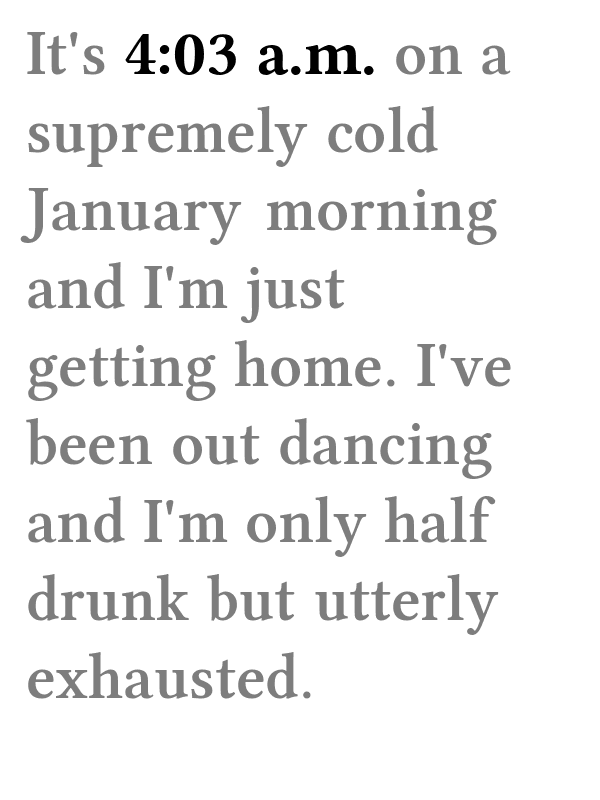 It's 4:03 a.m. on a
supremely cold
January morning
and I'm just
getting home. I've
been out dancing
and I'm only half
drunk but utterly
exhausted.